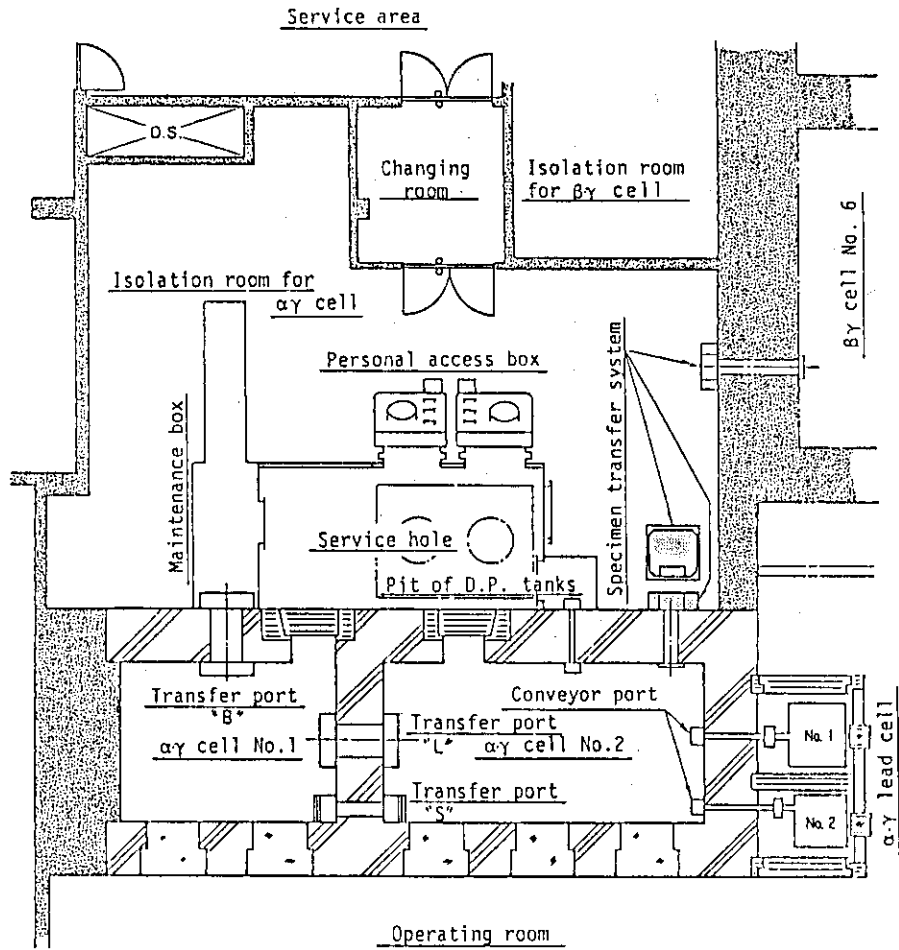 Service area
D.S.
Changing
room
Isolation room
for βγ cell
βγ cell No. 6
Isolation room for
αγ cell
Personal access box
Specimen transfer system
Maintenance box
Service hole
Pit of D.P. tanks
Transfer port
"B"
αγ cell No.1
Transfer port
"L"
αγ cell No.2
Transfer port
"S"
Conveyor port
No. 1
No. 2
α·γ lead cell
Operating room